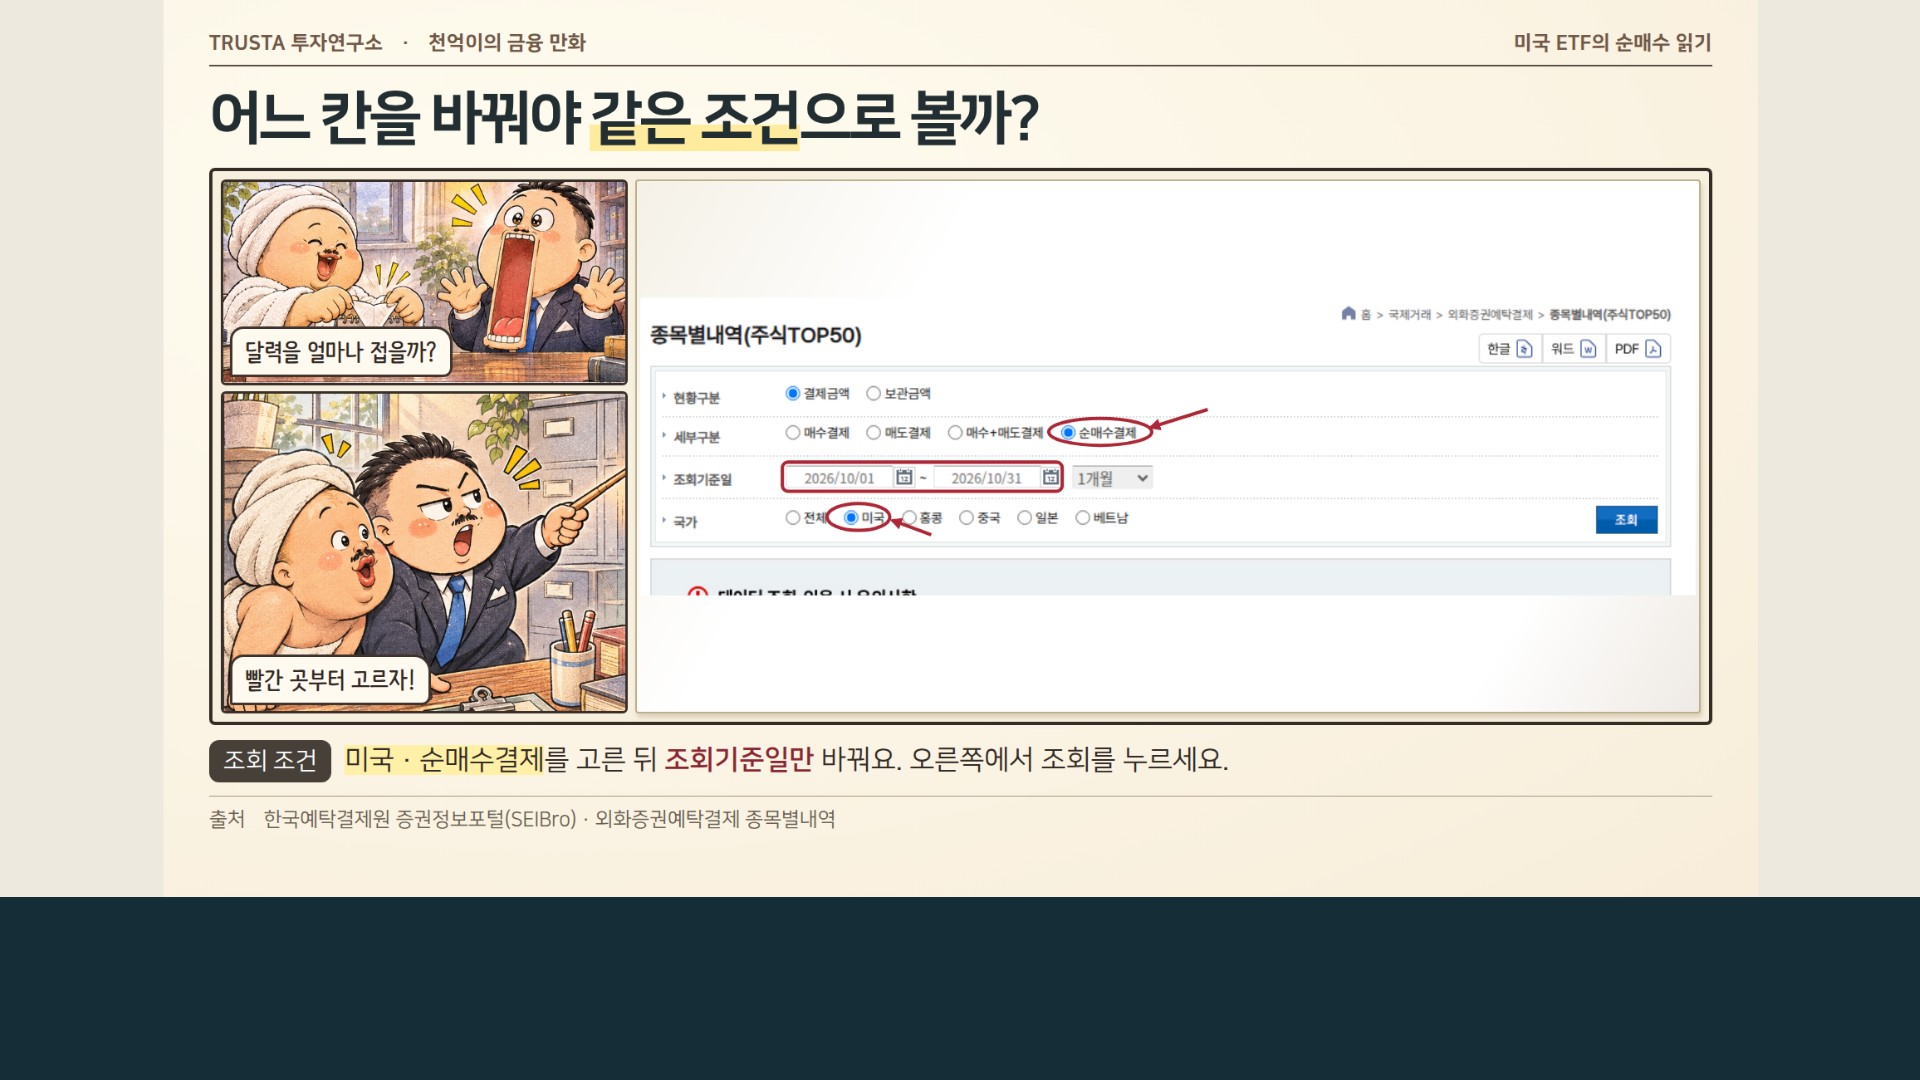 TRUSTA 투자연구소 · 천억이의 금융 만화
미국 ETF의 순매수 읽기
어느 칸을 바꿔야 같은 조건으로 볼까?
달력을 얼마나 접을까?
빨간 곳부터 고르자!
홈 > 국제거래 > 외화증권예탁결제 > 종목별내역(주식TOP50)
종목별내역(주식TOP50)
한글 워드 PDF
현황구분 결제금액 보관금액
세부구분 매수결제 매도결제 매수+매도결제 순매수결제
조회기준일 2026/10/01 ~ 2026/10/31 1개월
국가 전체 미국 홍콩 중국 일본 베트남
조회
조회 조건 미국 · 순매수결제를 고른 뒤 조회기준일만 바꿔요. 오른쪽에서 조회를 누르세요.
출처 한국예탁결제원 증권정보포털(SEIBro) · 외화증권예탁결제 종목별내역